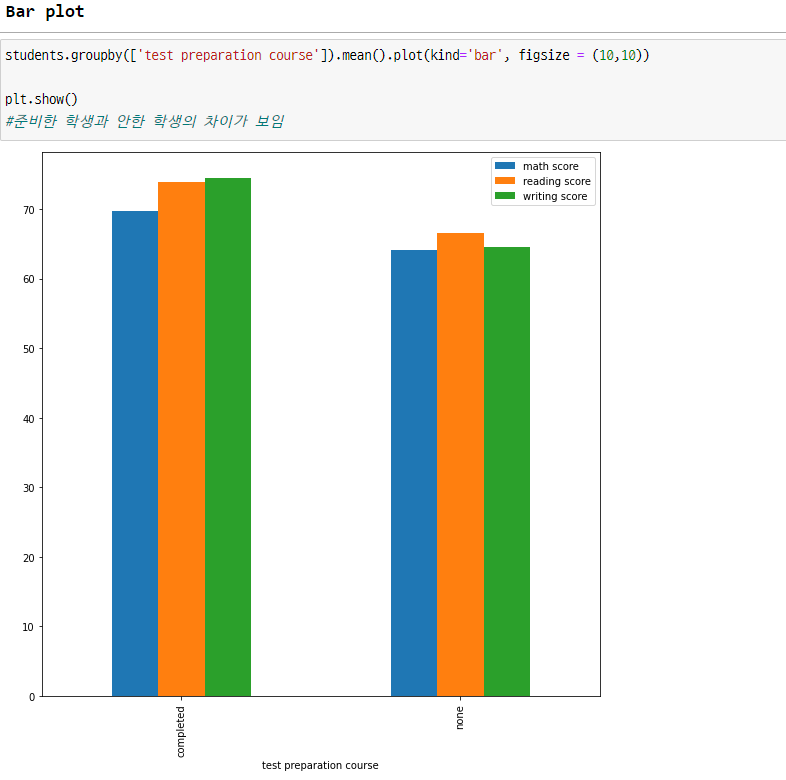 Bar plot
students.groupby(['test preparation course']).mean().plot(kind='bar', figsize = (10,10))
plt.show()
#준비한 학생과 안한 학생의 차이가 보임
math score
reading score
writing score
70
60
50
40
30
20
10
0
completed
none
test preparation course